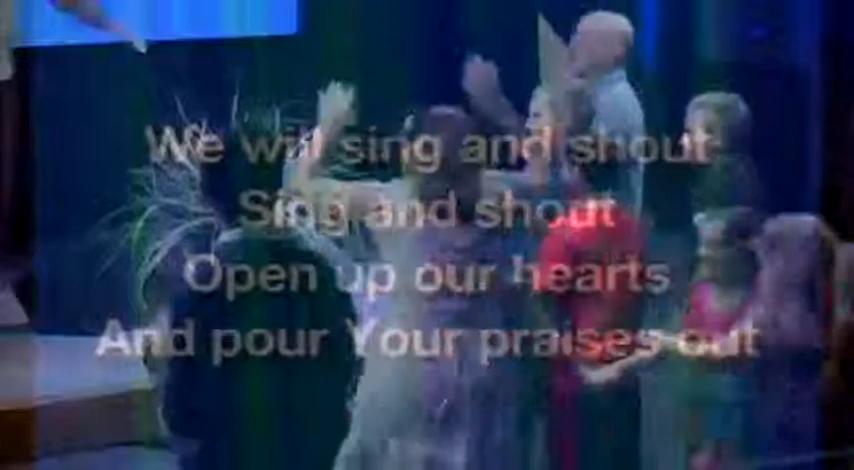 We will sing and shout
Sing and shout
Open up our hearts
And pour Your praises out